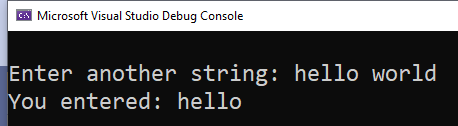 C:\
Microsoft Visual Studio Debug Console
Enter another string: hello world
You entered: hello